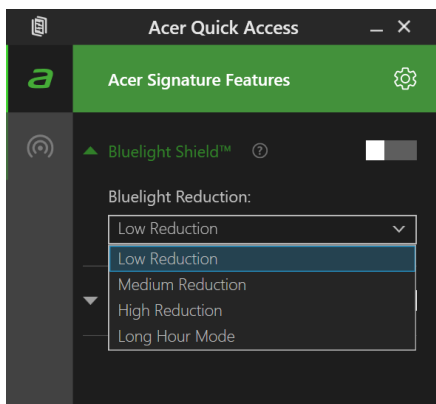 Acer Quick Access
a
Acer Signature Features
Bluelight Shield™ ?
Bluelight Reduction:
Low Reduction
Low Reduction
Medium Reduction
High Reduction
Long Hour Mode